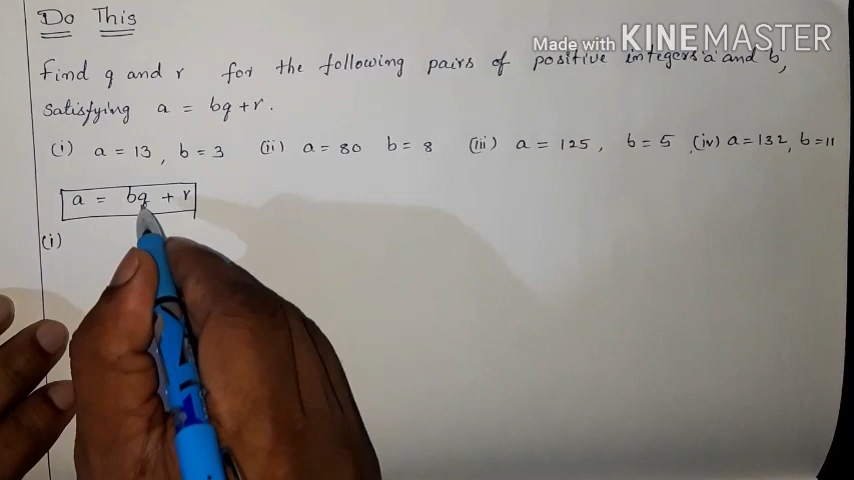 Do This
Made with KINEMASTER
Find q and r for the following pairs of positive integers a and b,
satisfying a = bq + r.
(i) a = 13, b = 3 (ii) a = 80 b = 8 (iii) a = 125, b = 5, (iv) a = 132, b = 11
a = bq + r
(i)